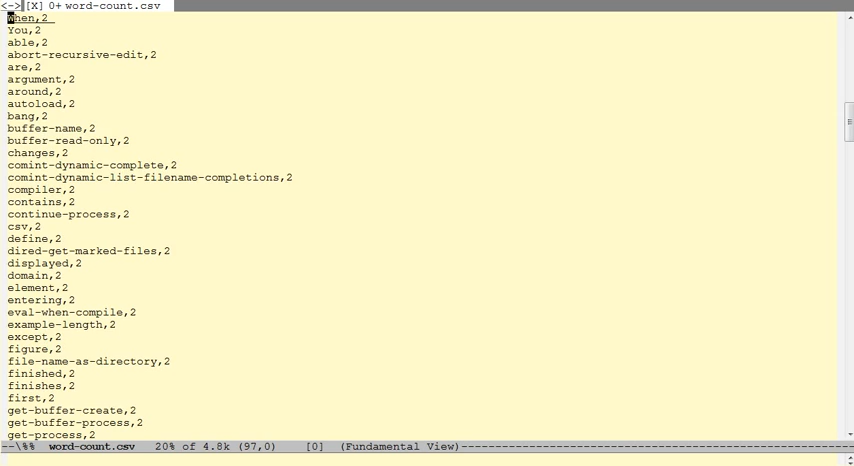 <-> [X] 0+ word-count.csv
When,2
You,2
able,2
abort-recursive-edit,2
are,2
argument,2
around,2
autoload,2
bang,2
buffer-name,2
buffer-read-only,2
changes,2
comint-dynamic-complete,2
comint-dynamic-list-filename-completions,2
compiler,2
contains,2
continue-process,2
csv,2
define,2
dired-get-marked-files,2
displayed,2
domain,2
element,2
entering,2
eval-when-compile,2
example-length,2
except,2
figure,2
file-name-as-directory,2
finished,2
finishes,2
first,2
get-buffer-create,2
get-buffer-process,2
get-process,2
--\%% word-count.csv 20% of 4.8k (97,0) [0] (Fundamental View)--------------------------------------------------